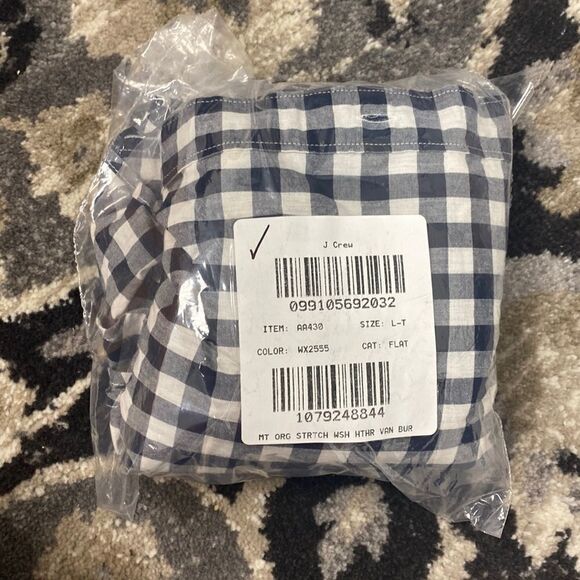 J Crew
099105692032
ITEM: AA430 SIZE: L-T
COLOR: WX2555 CAT: FLAT
1079248844
MT ORG STRTCH WSH HTHR VAN BUR